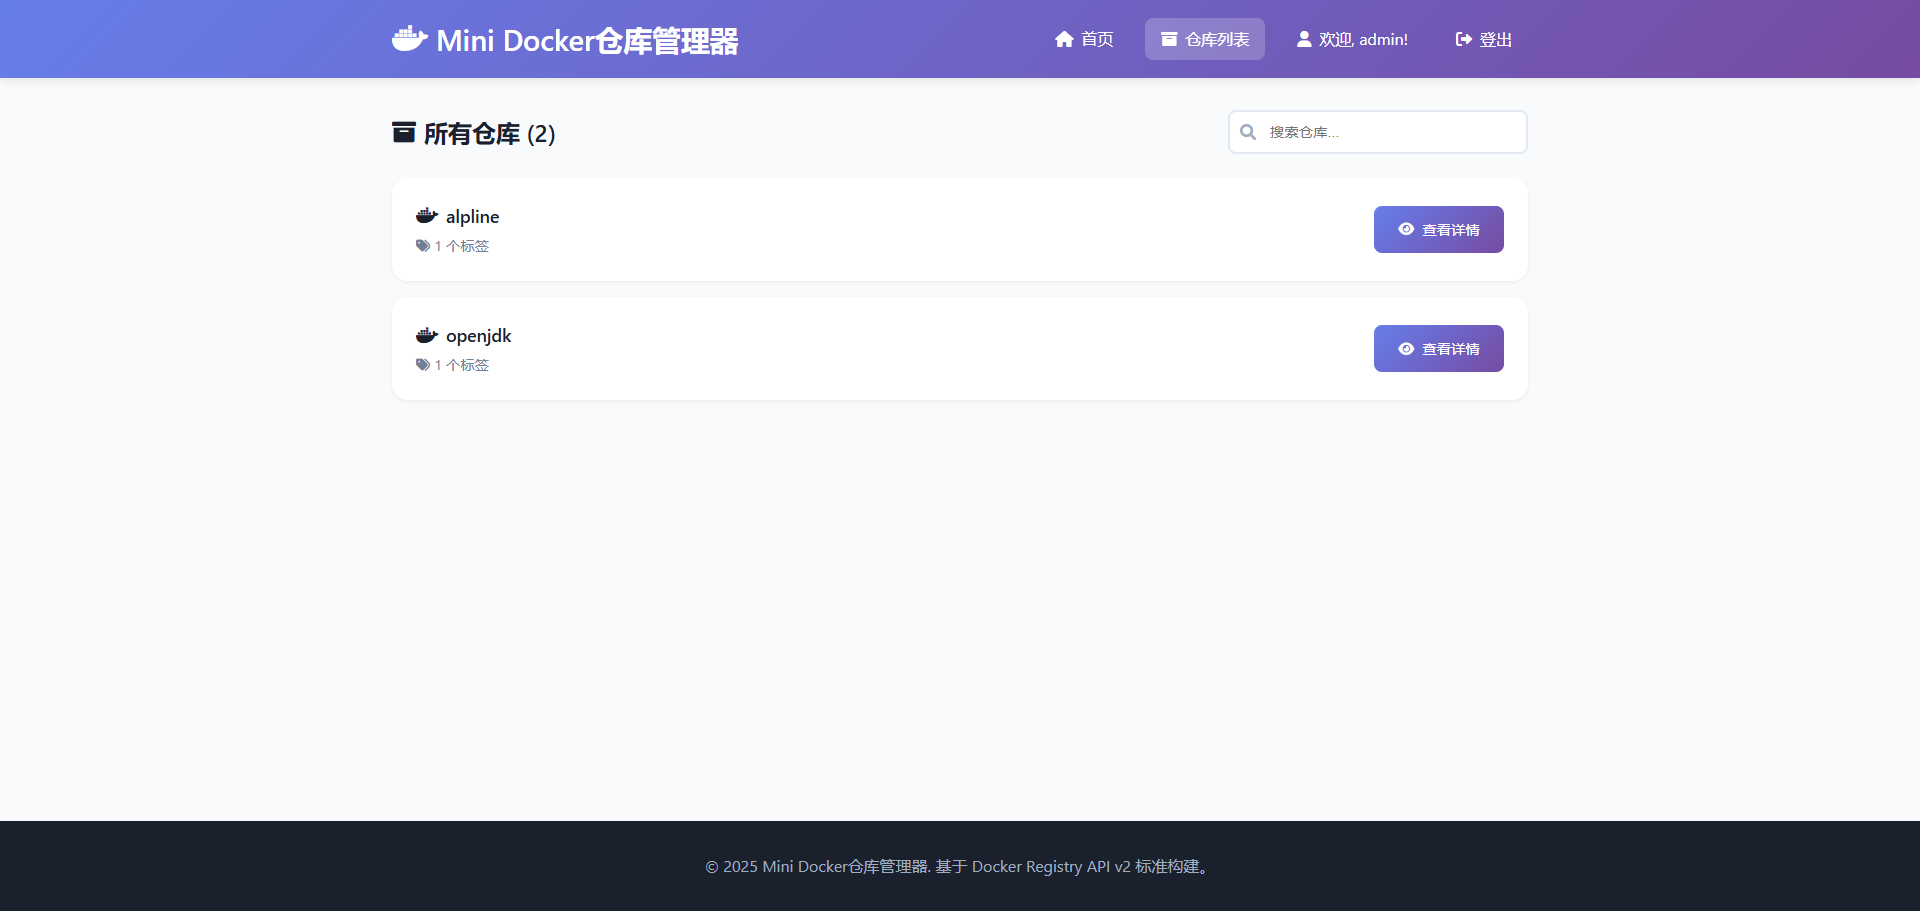 Mini Docker仓库管理器
首页
仓库列表
欢迎, admin!
登出
所有仓库 (2)
搜索仓库...
alpline
1 个标签
查看详情
openjdk
1 个标签
查看详情
© 2025 Mini Docker仓库管理器. 基于 Docker Registry API v2 标准构建。